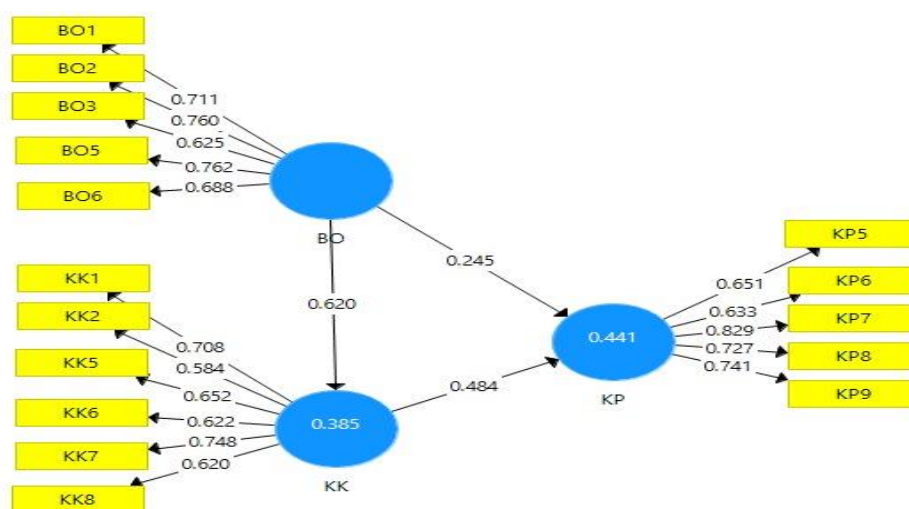 BO1
BO2
BO3
BO5
BO6
0.711
0.760
0.625
0.762
0.688
BO
0.245
0.620
KK1
KK2
KK5
KK6
KK7
KK8
0.708
0.584
0.652
0.622
0.748
0.620
0.385
KK
0.484
0.441
KP
0.651
0.633
0.829
0.727
0.741
KP5
KP6
KP7
KP8
KP9